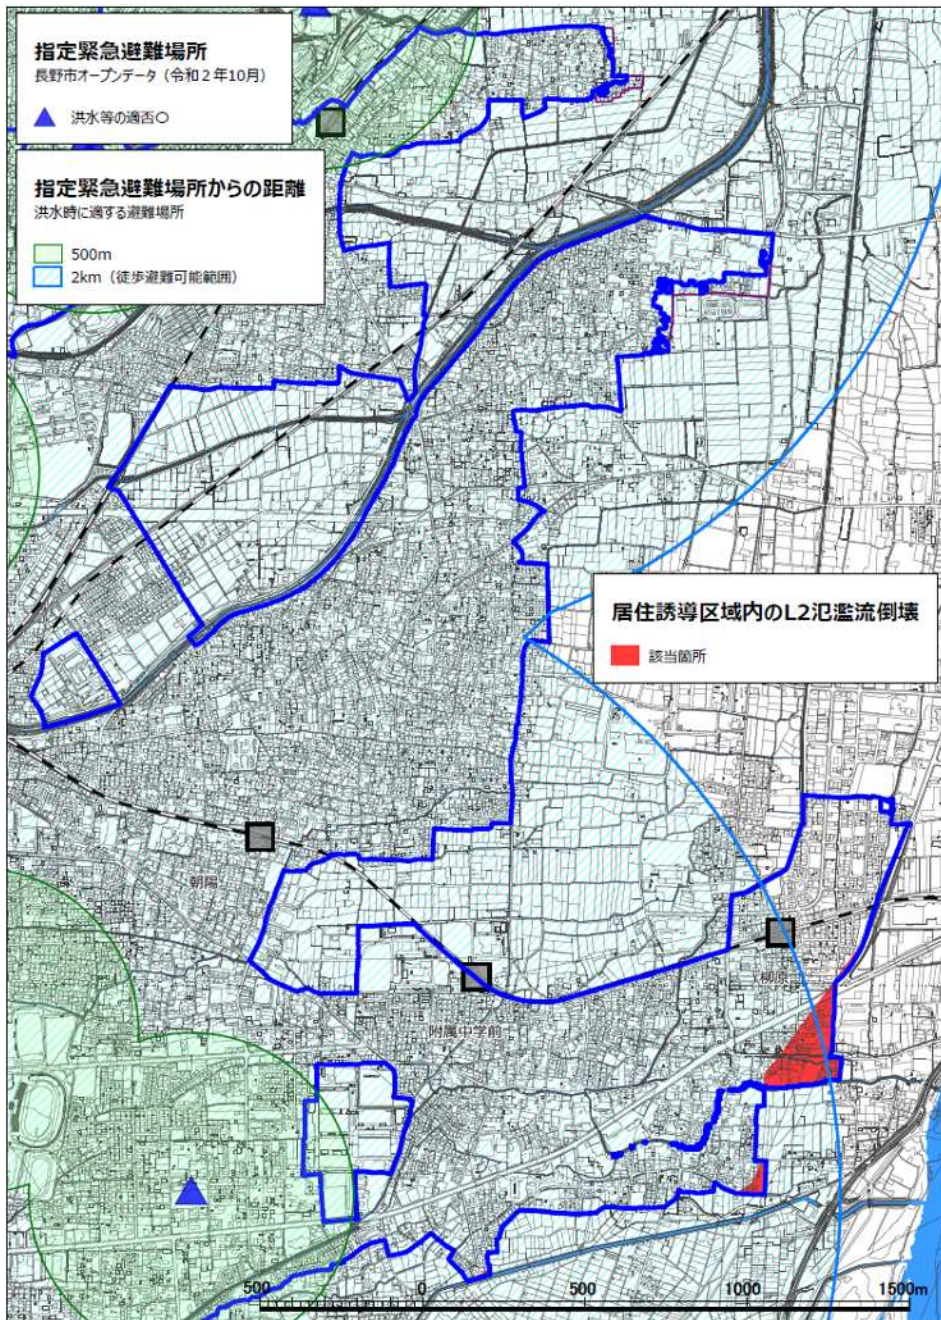 指定緊急避難場所
長野市オープンデータ（令和２年10月）
洪水等の適否〇
指定緊急避難場所からの距離
洪水時に適する避難場所
500m
2km（徒歩避難可能範囲）
居住誘導区域内のL2氾濫流倒壊
該当箇所
朝陽
柳原
附属中学前
500 0 500 1000 1500m